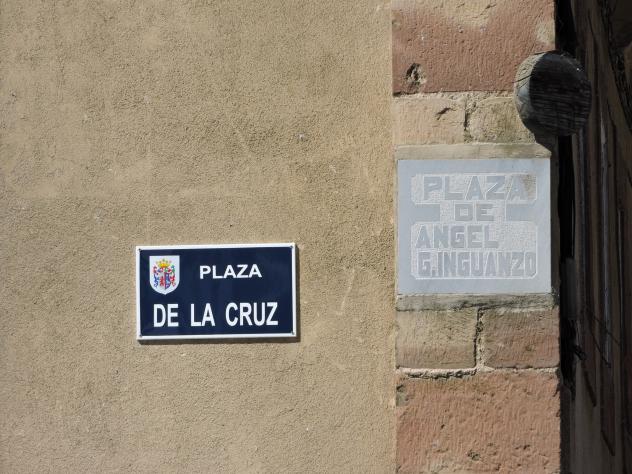 PLAZA
DE LA CRUZ
PLAZA
DE
ANGEL
G.INGUANZO